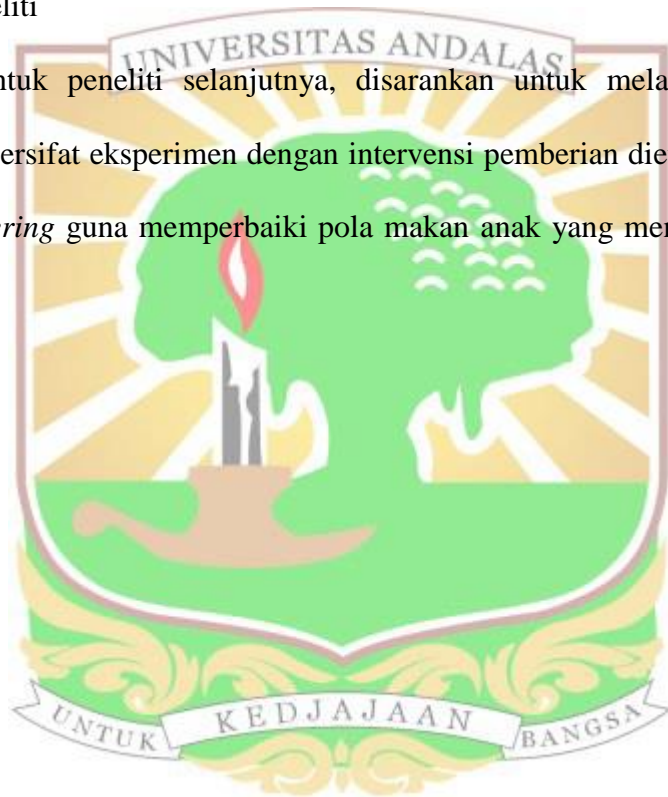 eliti
UNIVERSITAS ANDALAS
ntuk peneliti selanjutnya, disarankan untuk mela
ersifat eksperimen dengan intervensi pemberian die
ring guna memperbaiki pola makan anak yang men
UNTUK KEDJAJAAN BANGSA